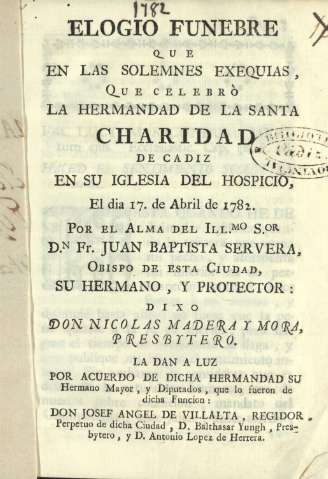 1782
ELOGIO FUNEBRE
QUE
EN LAS SOLEMNES EXEQUIAS,
QUE CELEBRÒ
LA HERMANDAD DE LA SANTA
CHARIDAD
DE CADIZ
EN SU IGLESIA DEL HOSPICIO,
El dia 17. de Abril de 1782.
POR EL ALMA DEL ILL.MO S.OR
D.N FR. JUAN BAPTISTA SERVERA,
OBISPO DE ESTA CIUDAD,
SU HERMANO, Y PROTECTOR:
DIXO
DON NICOLAS MADERA Y MORA,
PRESBYTERO.
LA DAN A LUZ
POR ACUERDO DE DICHA HERMANDAD SU
Hermano Mayor, y Diputados, que lo fueron de
dicha Funcion:
DON JOSEF ANGEL DE VILLALTA, REGIDOR
Perpetuo de dicha Ciudad, D. Balthasar Yungh, Pres-
bytero, y D. Antonio Lopez de Herrera.